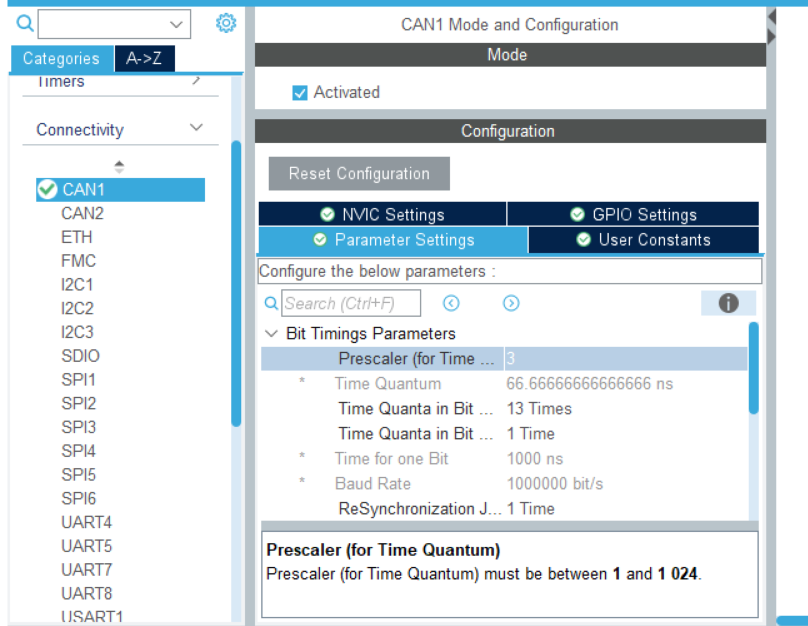 Categories A->Z
Timers
Connectivity
CAN1
CAN2
ETH
FMC
I2C1
I2C2
I2C3
SDIO
SPI1
SPI2
SPI3
SPI4
SPI5
SPI6
UART4
UART5
UART7
UART8
USART1
CAN1 Mode and Configuration
Mode
Activated
Configuration
Reset Configuration
NVIC Settings GPIO Settings
Parameter Settings User Constants
Configure the below parameters :
Search (Ctrl+F)
Bit Timings Parameters
Prescaler (for Time ... 3
* Time Quantum 66.66666666666666 ns
Time Quanta in Bit ... 13 Times
Time Quanta in Bit ... 1 Time
* Time for one Bit 1000 ns
* Baud Rate 1000000 bit/s
ReSynchronization J... 1 Time
Prescaler (for Time Quantum)
Prescaler (for Time Quantum) must be between 1 and 1 024.